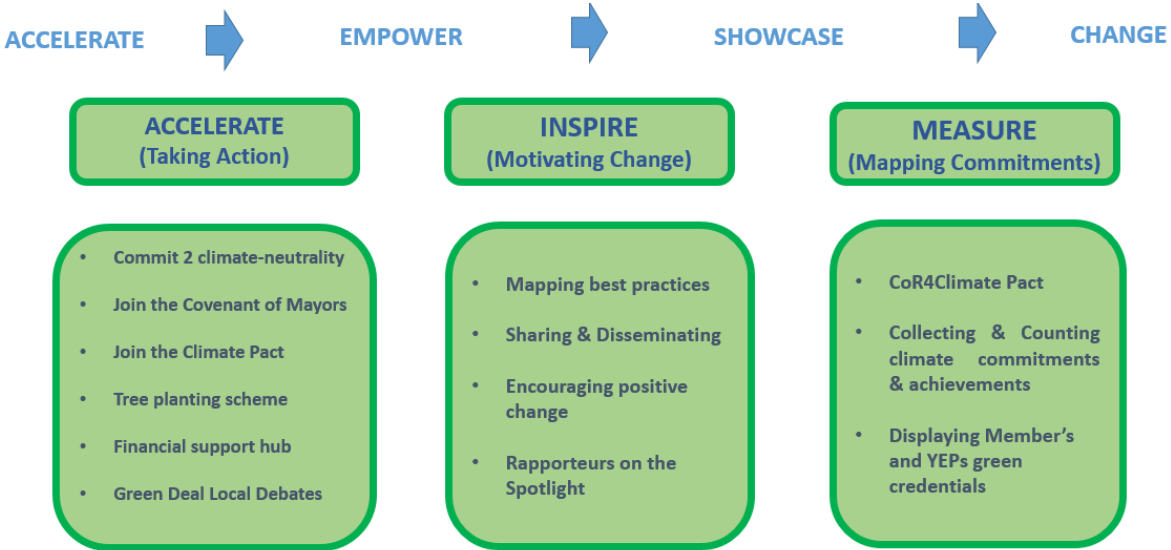 ACCELERATE EMPOWER SHOWCASE CHANGE
ACCELERATE
(Taking Action)
• Commit 2 climate-neutrality
• Join the Covenant of Mayors
• Join the Climate Pact
• Tree planting scheme
• Financial support hub
• Green Deal Local Debates
INSPIRE
(Motivating Change)
• Mapping best practices
• Sharing & Disseminating
• Encouraging positive
change
• Rapporteurs on the
Spotlight
MEASURE
(Mapping Commitments)
• CoR4Climate Pact
• Collecting & Counting
climate commitments
& achievements
• Displaying Member's
and YEPs green
credentials